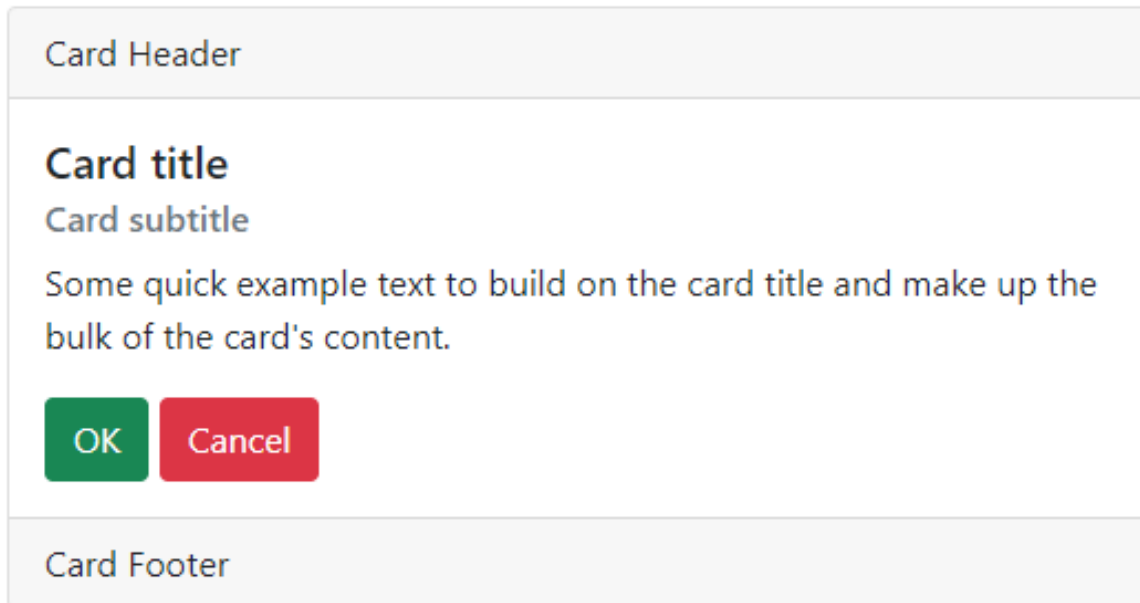 Card Header
Card title
Card subtitle
Some quick example text to build on the card title and make up the
bulk of the card's content.
OK Cancel
Card Footer